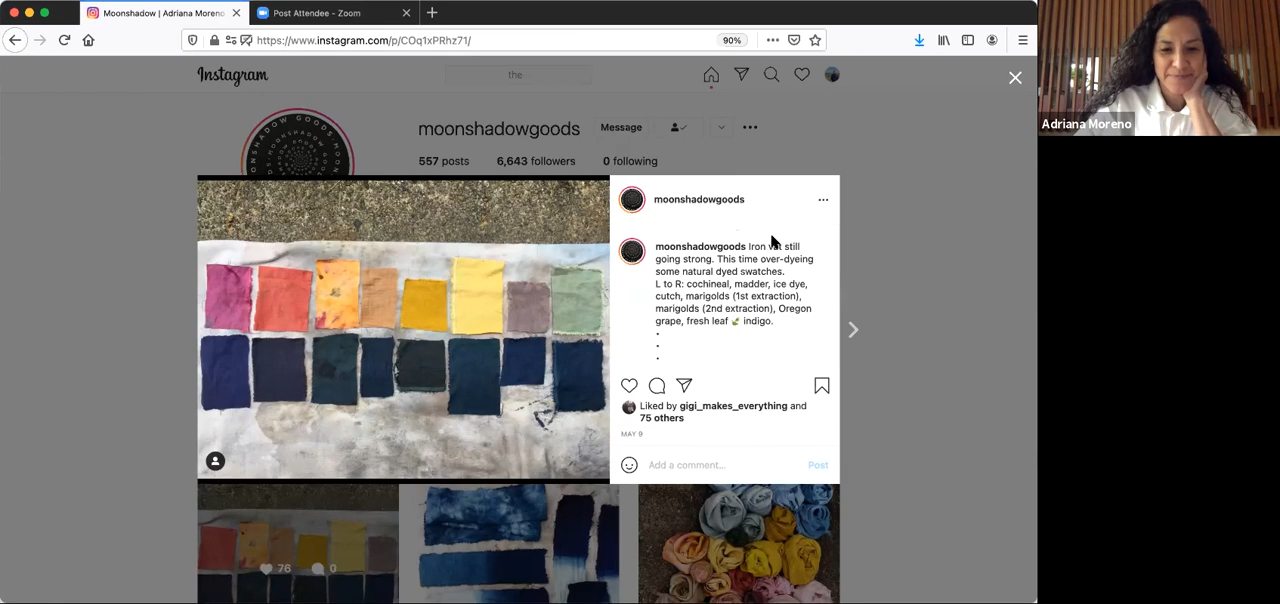 Moonshadow | Adriana Moreno
Post Attendee - Zoom
https://www.instagram.com/p/COq1xPRhz71/
90%
Instagram
the
moonshadowgoods
Message
557 posts 6,643 followers 0 following
moonshadowgoods
moonshadowgoods Iron vat still
going strong. This time over-dyeing
some natural dyed swatches.
L to R: cochineal, madder, ice dye,
cutch, marigolds (1st extraction),
marigolds (2nd extraction), Oregon
grape, fresh leaf 🌿 indigo.
.
.
.
Liked by gigi_makes_everything and
75 others
MAY 9
Add a comment... Post
76 0
Adriana Moreno